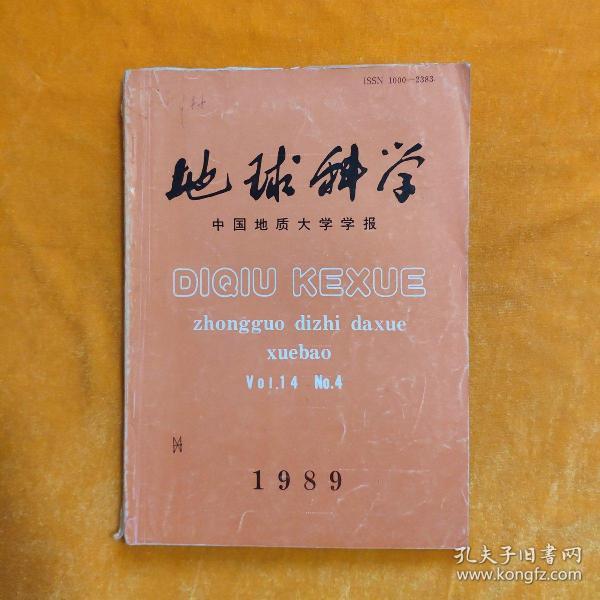 ISSN 1000—2383
地球科学
中国地质大学学报
DIQIU KEXUE
zhongguo dizhi daxue
xuebao
Vol.14 No.4
1989
孔夫子旧书网
www.kongfz.com